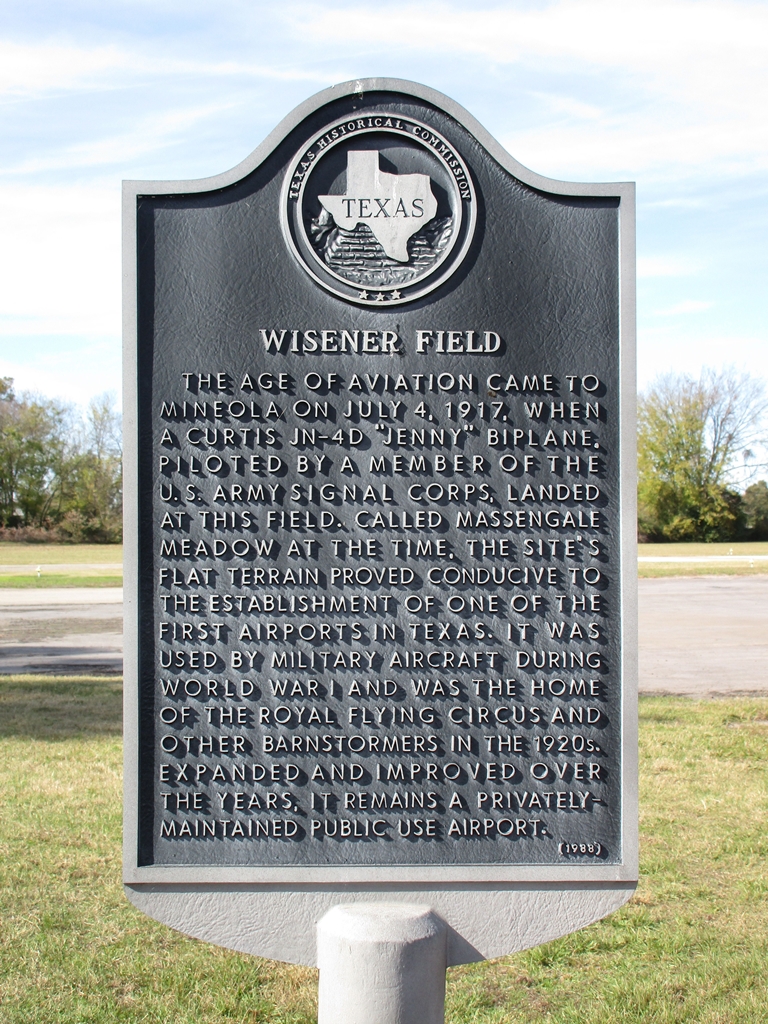 TEXAS HISTORICAL COMMISSION
TEXAS
WISENER FIELD
THE AGE OF AVIATION CAME TO
MINEOLA ON JULY 4, 1917, WHEN
A CURTIS JN-4D "JENNY" BIPLANE,
PILOTED BY A MEMBER OF THE
U.S. ARMY SIGNAL CORPS, LANDED
AT THIS FIELD. CALLED MASSENGALE
MEADOW AT THE TIME, THE SITE'S
FLAT TERRAIN PROVED CONDUCIVE TO
THE ESTABLISHMENT OF ONE OF THE
FIRST AIRPORTS IN TEXAS. IT WAS
USED BY MILITARY AIRCRAFT DURING
WORLD WAR I AND WAS THE HOME
OF THE ROYAL FLYING CIRCUS AND
OTHER BARNSTORMERS IN THE 1920s.
EXPANDED AND IMPROVED OVER
THE YEARS, IT REMAINS A PRIVATELY-
MAINTAINED PUBLIC USE AIRPORT.
(1988)